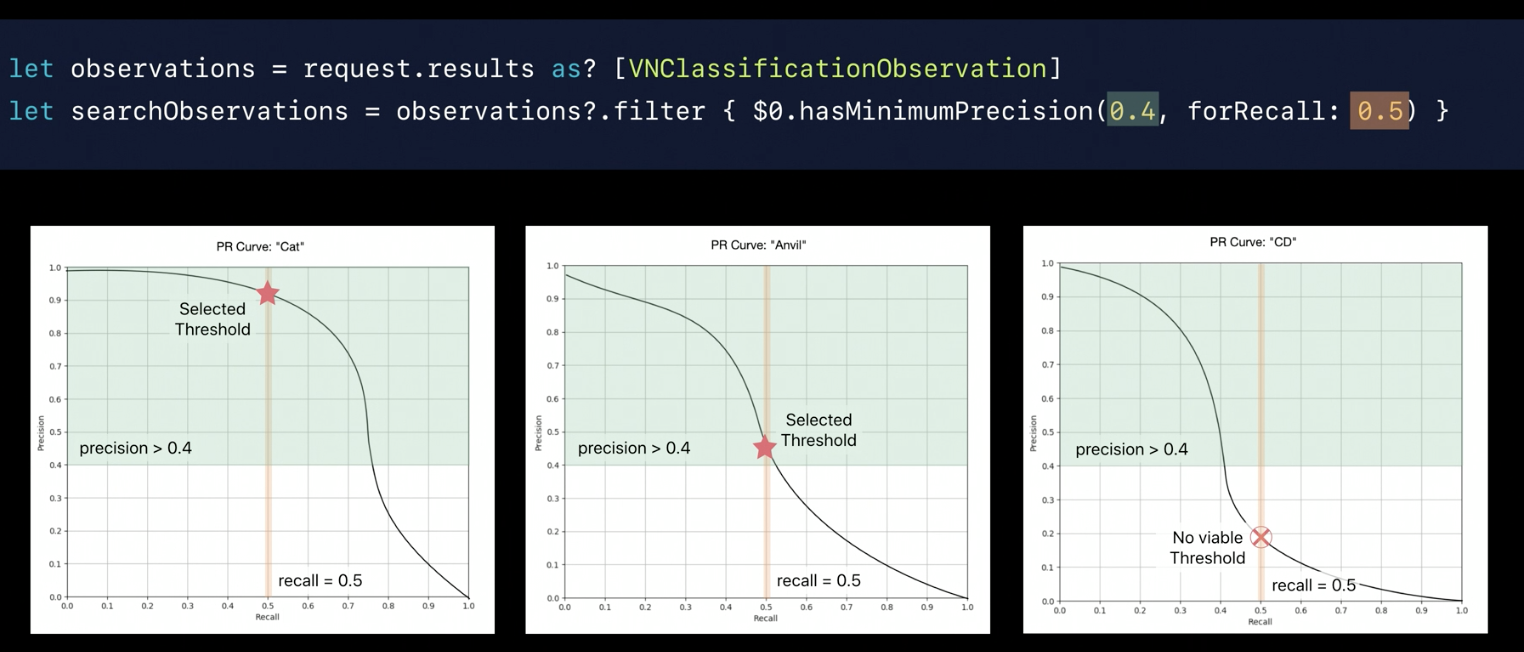 let observations = request.results as? [VNClassificationObservation]
let searchObservations = observations?.filter { $0.hasMinimumPrecision(0.4, forRecall: 0.5) }
PR Curve: "Cat"
1.0
0.9
0.8
0.7
0.6
0.5
0.4
0.3
0.2
0.1
0.0
Precision
Selected
Threshold
precision > 0.4
recall = 0.5
0.0 0.1 0.2 0.3 0.4 0.5 0.6 0.7 0.8 0.9 1.0
Recall
PR Curve: "Anvil"
1.0
0.9
0.8
0.7
0.6
0.5
0.4
0.3
0.2
0.1
0.0
Precision
Selected
Threshold
precision > 0.4
recall = 0.5
0.0 0.1 0.2 0.3 0.4 0.5 0.6 0.7 0.8 0.9 1.0
Recall
PR Curve: "CD"
1.0
0.9
0.8
0.7
0.6
0.5
0.4
0.3
0.2
0.1
0.0
Precision
precision > 0.4
No viable
Threshold
recall = 0.5
0.0 0.1 0.2 0.3 0.4 0.5 0.6 0.7 0.8 0.9 1.0
Recall